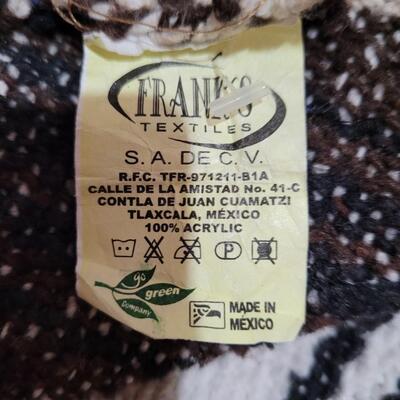 FRANK'S
TEXTILES
S. A. DE C. V.
R.F.C. TFR-971211-B1A
CALLE DE LA AMISTAD No. 41-C
CONTLA DE JUAN CUAMATZI
TLAXCALA, MÉXICO
100% ACRYLIC
P
go
green
Company
MADE IN
MÉXICO